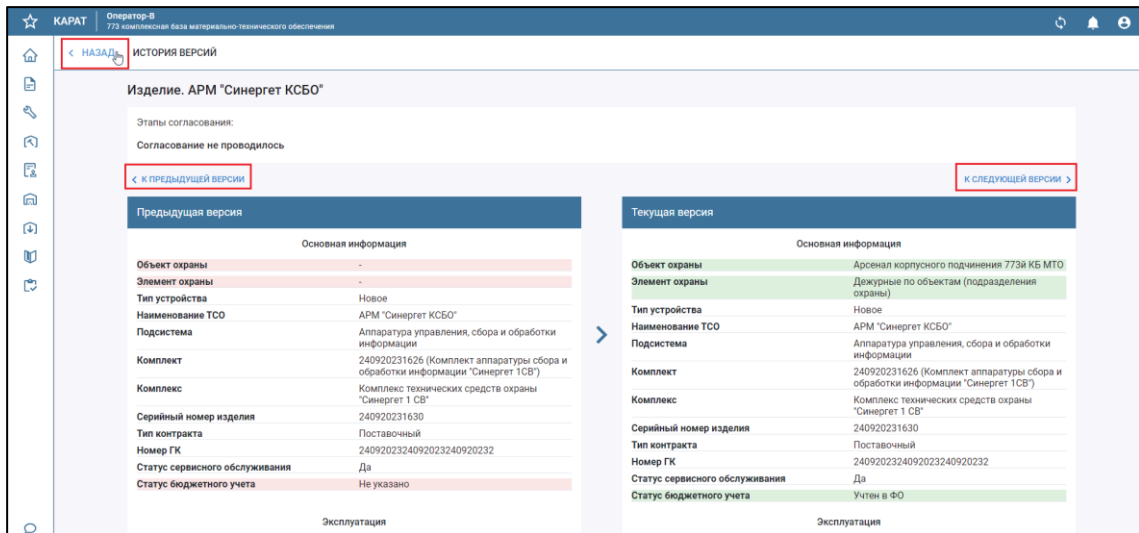 КАРАТ
Оператор-В
773 комплексная база материально-технического обеспечения
НАЗАД
ИСТОРИЯ ВЕРСИЙ
Изделие. АРМ "Синергет КСБО"
Этапы согласования:
Согласование не проводилось
К ПРЕДЫДУЩЕЙ ВЕРСИИ
К СЛЕДУЮЩЕЙ ВЕРСИИ
Предыдущая версия
Основная информация
Объект охраны -
Элемент охраны -
Тип устройства Новое
Наименование ТСО АРМ "Синергет КСБО"
Подсистема Аппаратура управления, сбора и обработки
информации
Комплект 240920231626 (Комплект аппаратуры сбора и
обработки информации "Синергет 1СВ")
Комплекс Комплекс технических средств охраны
"Синергет 1 СВ"
Серийный номер изделия 240920231630
Тип контракта Поставочный
Номер ГК 2409202324092023240920232
Статус сервисного обслуживания Да
Статус бюджетного учета Не указано
Эксплуатация
Текущая версия
Основная информация
Объект охраны Арсенал корпусного подчинения 773й КБ МТО
Элемент охраны Дежурные по объектам (подразделения
охраны)
Тип устройства Новое
Наименование ТСО АРМ "Синергет КСБО"
Подсистема Аппаратура управления, сбора и обработки
информации
Комплект 240920231626 (Комплект аппаратуры сбора и
обработки информации "Синергет 1СВ")
Комплекс Комплекс технических средств охраны
"Синергет 1 СВ"
Серийный номер изделия 240920231630
Тип контракта Поставочный
Номер ГК 2409202324092023240920232
Статус сервисного обслуживания Да
Статус бюджетного учета Учтен в ФО
Эксплуатация